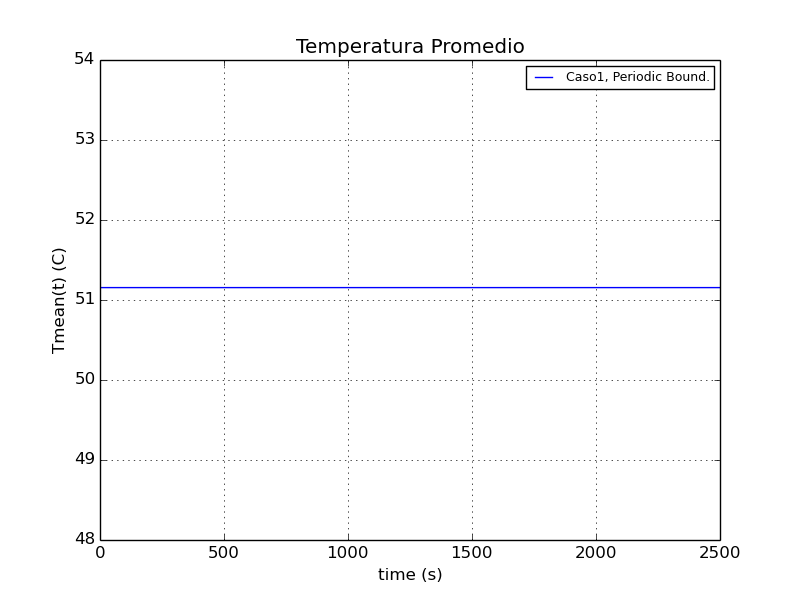 Temperatura Promedio
Caso1, Periodic Bound.
54
53
52
51
50
49
48
Tmean(t) (C)
0 500 1000 1500 2000 2500
time (s)